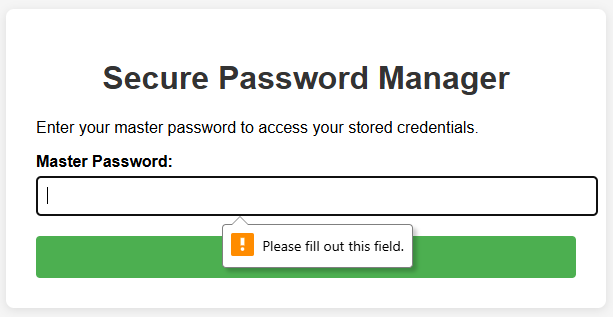 Secure Password Manager
Enter your master password to access your stored credentials.
Master Password:
Please fill out this field.